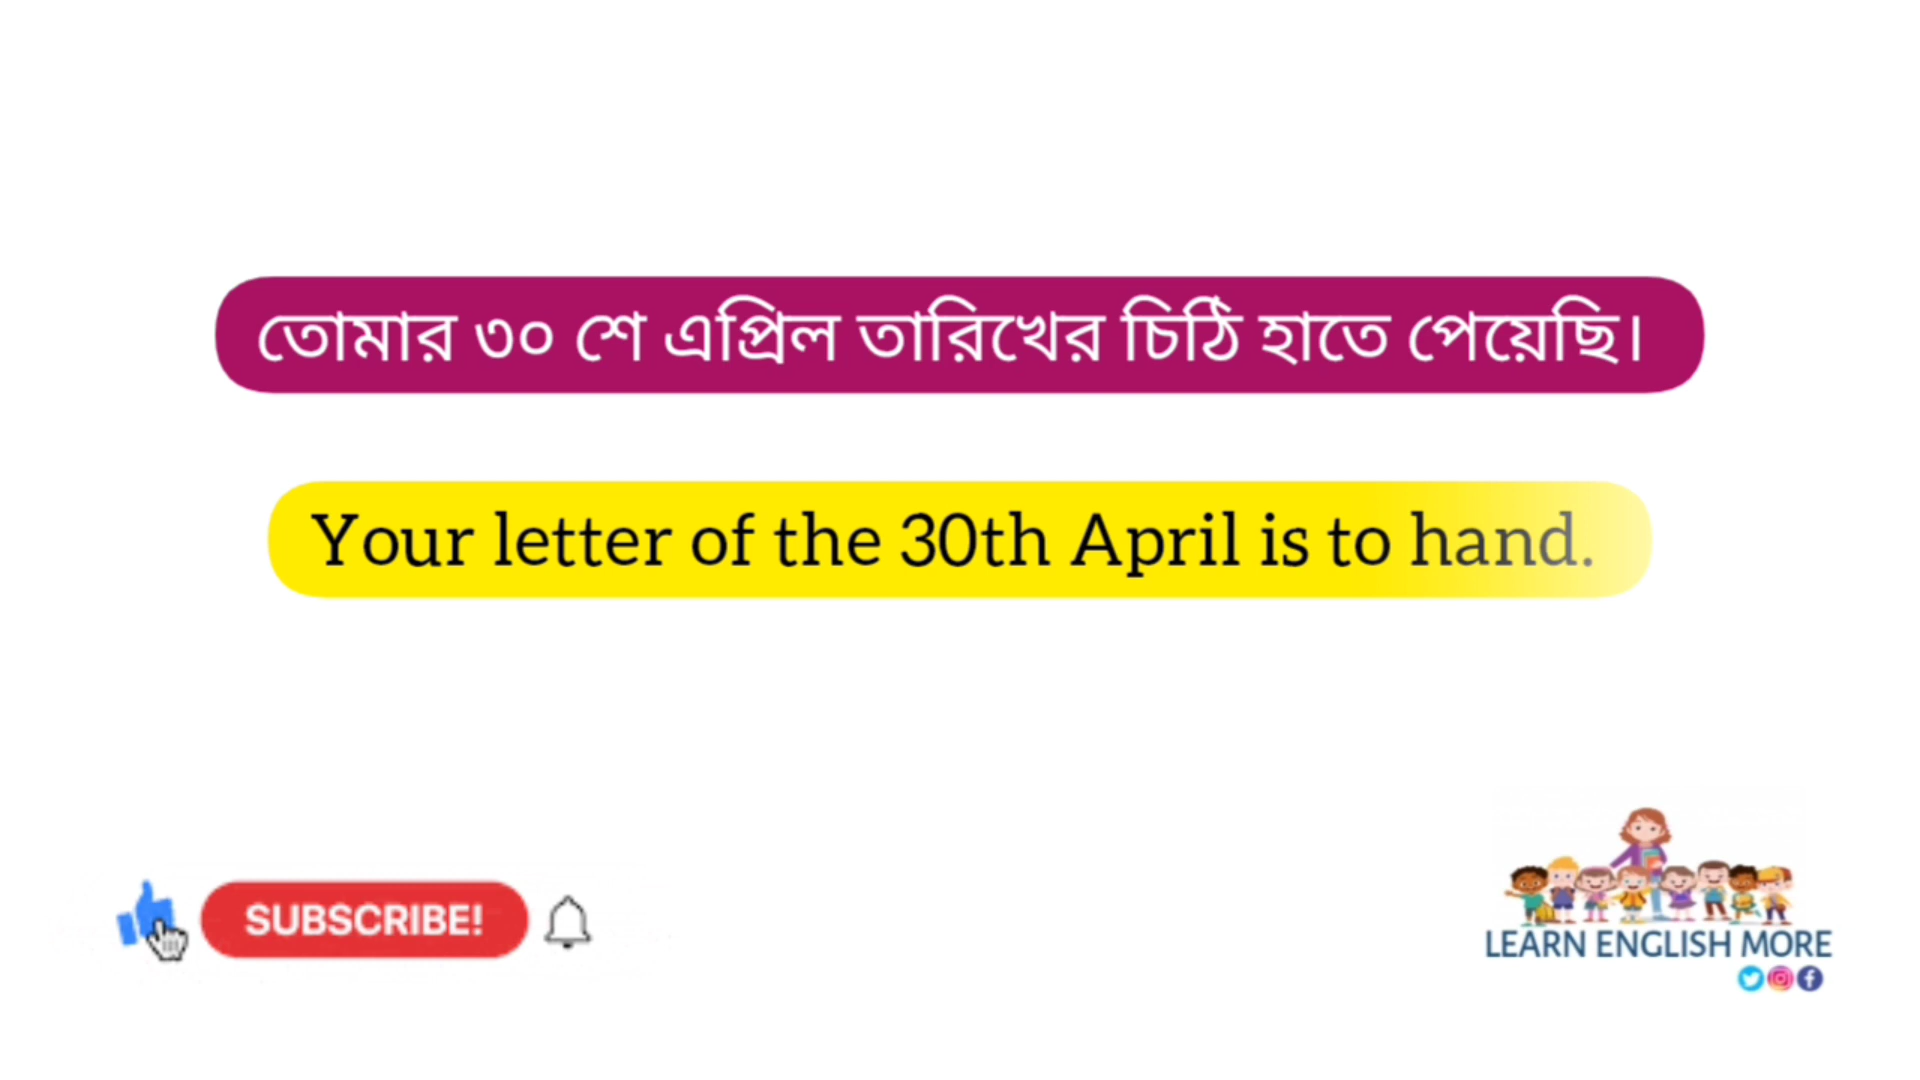 তোমার ৩০ শে এপ্রিল তারিখের চিঠি হাতে পেয়েছি।
Your letter of the 30th April is to hand.
SUBSCRIBE!
LEARN ENGLISH MORE